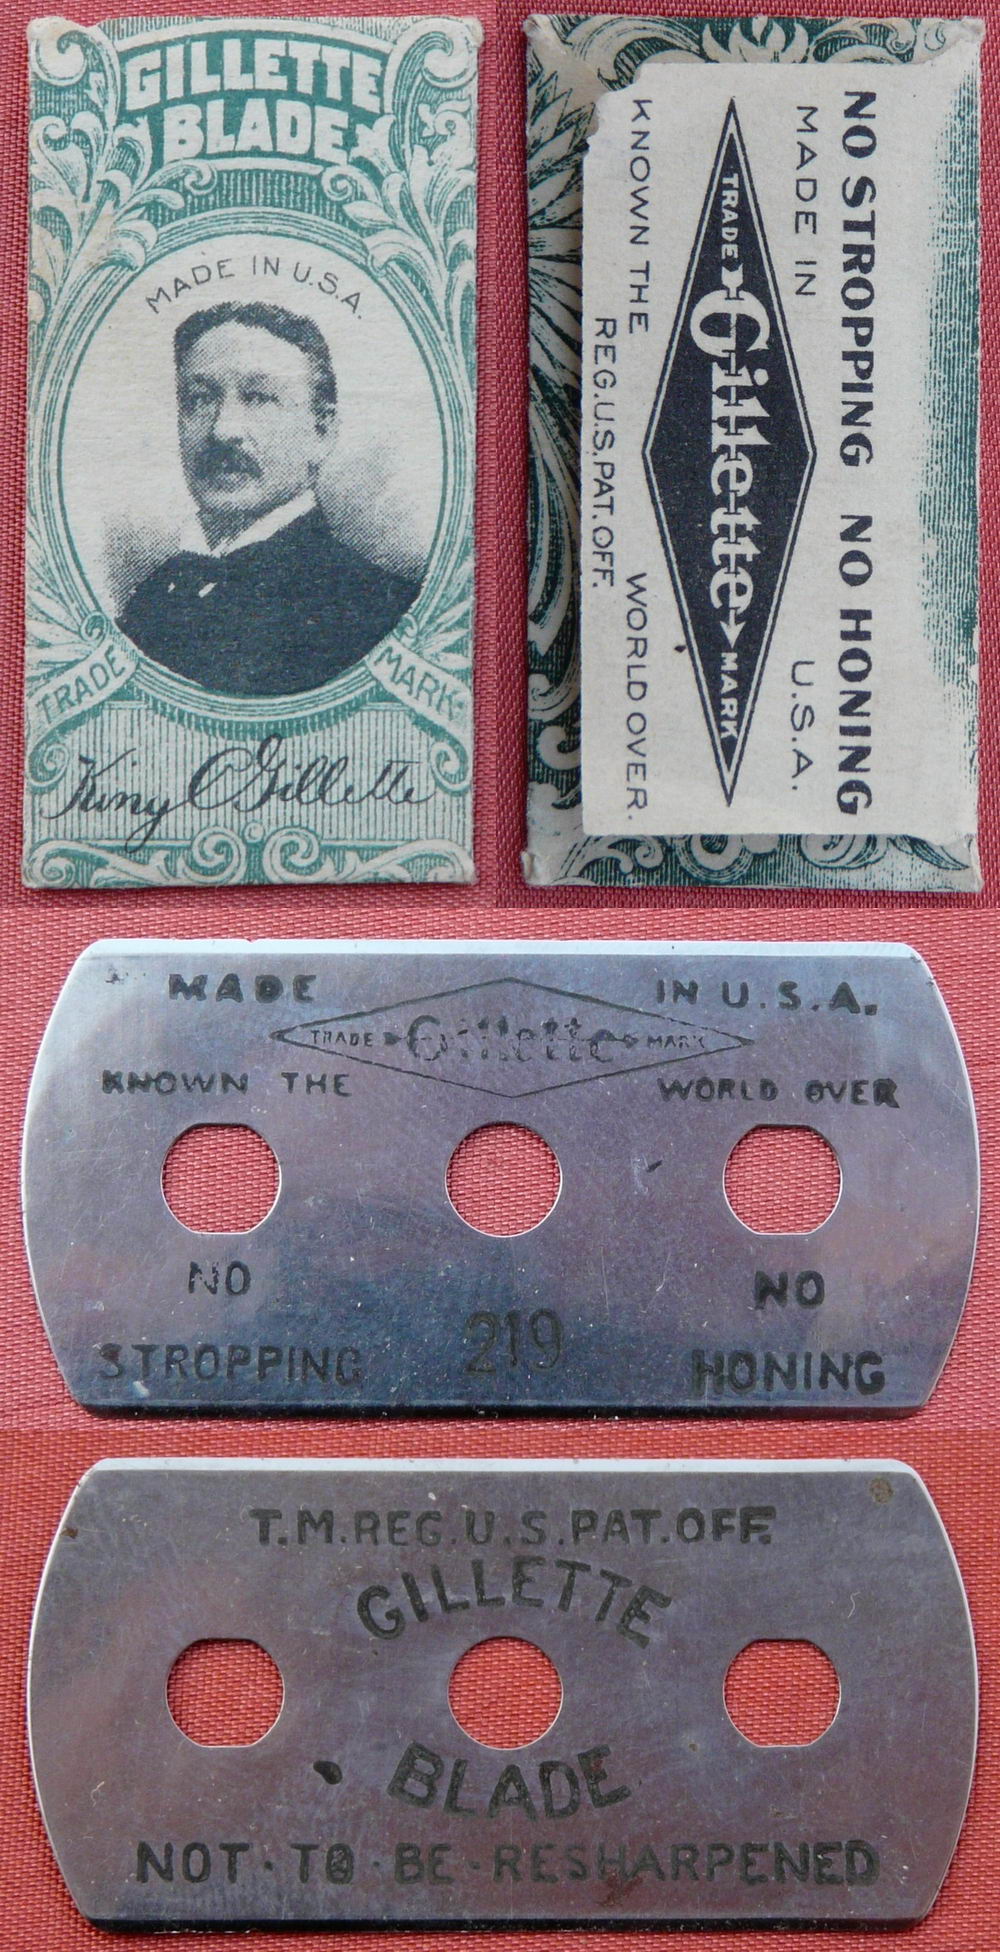 GILLETTE
BLADE
MADE IN U.S.A.
TRADE MARK
King C Gillette
NO STROPPING NO HONING
MADE IN U.S.A.
TRADE Gillette MARK
KNOWN THE WORLD OVER.
REG.U.S.PAT.OFF.
MADE IN U.S.A.
TRADE Gillette MARK
KNOWN THE WORLD OVER
NO NO
STROPPING 219 HONING
T.M.REG.U.S.PAT.OFF.
GILLETTE
BLADE
NOT·TO·BE·RESHARPENED